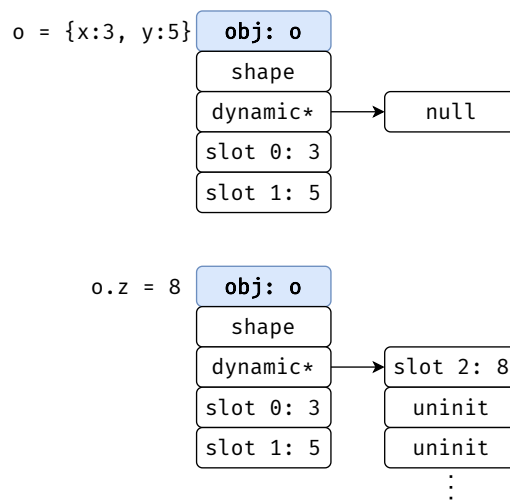 o = {x:3, y:5}
obj: o
shape
dynamic*
null
slot 0: 3
slot 1: 5
o.z = 8
obj: o
shape
dynamic*
slot 2: 8
slot 0: 3
uninit
slot 1: 5
uninit